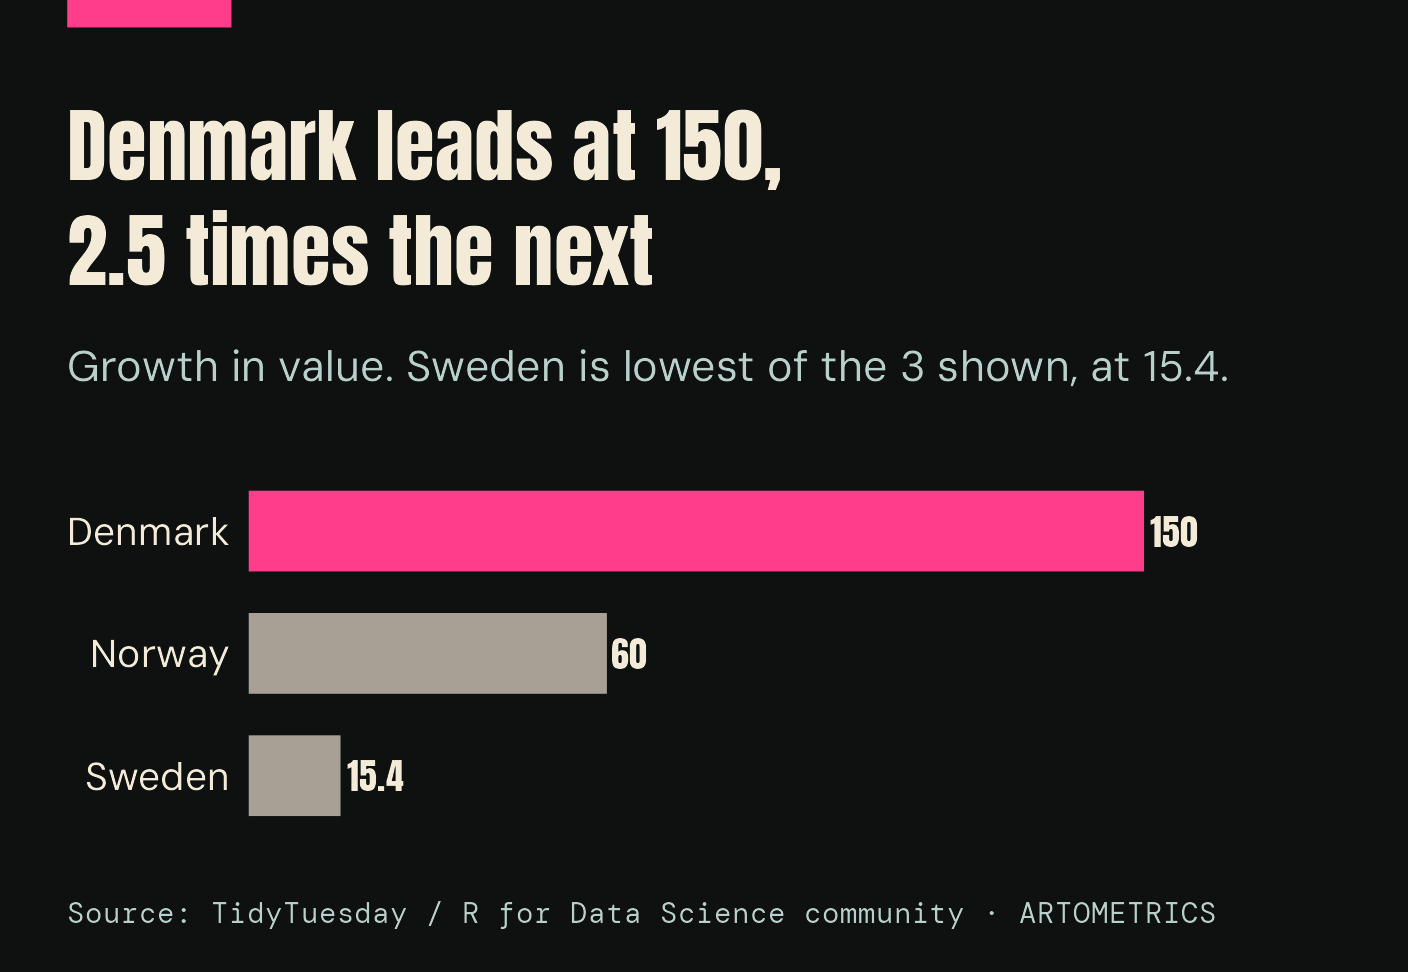 Denmark leads at 150,
2.5 times the next
Growth in value. Sweden is lowest of the 3 shown, at 15.4.
Denmark 150
Norway 60
Sweden 15.4
Source: TidyTuesday / R for Data Science community · ARTOMETRICS